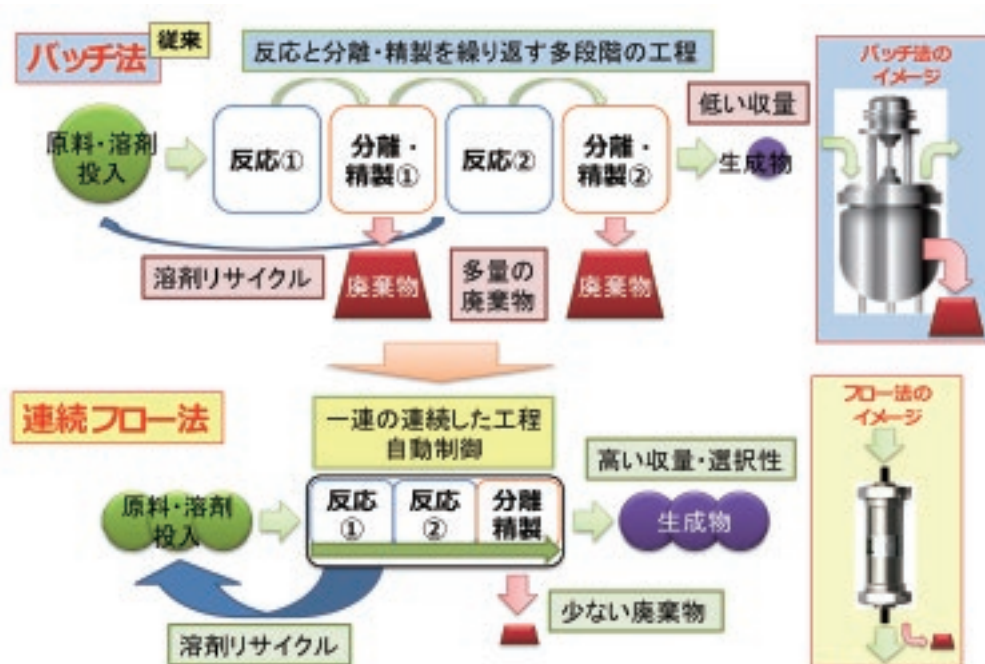 バッチ法
従来
反応と分離・精製を繰り返す多段階の工程
原料・溶剤
投入
反応①
分離・
精製①
反応②
分離・
精製②
低い収量
生成物
溶剤リサイクル
廃棄物
多量の
廃棄物
廃棄物
バッチ法の
イメージ
連続フロー法
一連の連続した工程
自動制御
原料・溶剤
投入
反応
①
反応
②
分離
精製
高い収量・選択性
生成物
溶剤リサイクル
少ない廃棄物
フロー法の
イメージ